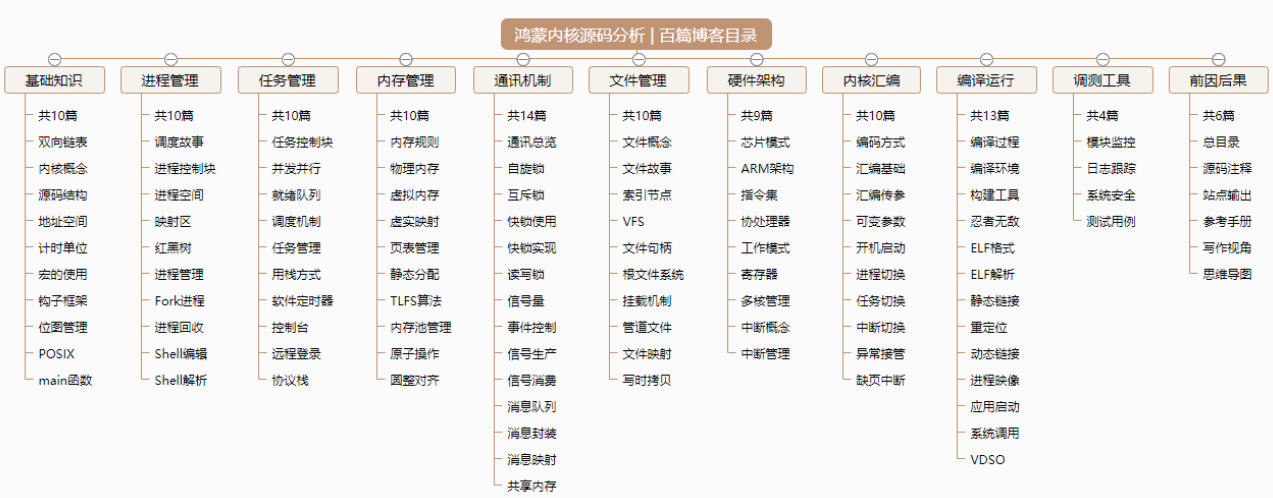 鸿蒙内核源码分析 | 百篇博客目录
基础知识
共10篇
双向链表
内核概念
源码结构
地址空间
计时单位
宏的使用
钩子框架
位图管理
POSIX
main函数
进程管理
共10篇
调度故事
进程控制块
进程空间
映射区
红黑树
进程管理
Fork进程
进程回收
Shell编辑
Shell解析
任务管理
共10篇
任务控制块
并发并行
就绪队列
调度机制
任务管理
用栈方式
软件定时器
控制台
远程登录
协议栈
内存管理
共10篇
内存规则
物理内存
虚拟内存
虚实映射
页表管理
静态分配
TLFS算法
内存池管理
原子操作
圆整对齐
通讯机制
共14篇
通讯总览
自旋锁
互斥锁
快锁使用
快锁实现
读写锁
信号量
事件控制
信号生产
信号消费
消息队列
消息封装
消息映射
共享内存
文件管理
共10篇
文件概念
文件故事
索引节点
VFS
文件句柄
根文件系统
挂载机制
管道文件
文件映射
写时拷贝
硬件架构
共9篇
芯片模式
ARM架构
指令集
协处理器
工作模式
寄存器
多核管理
中断概念
中断管理
内核汇编
共10篇
编码方式
汇编基础
汇编传参
可变参数
开机启动
进程切换
任务切换
中断切换
异常接管
缺页中断
编译运行
共13篇
编译过程
编译环境
构建工具
忍者无敌
ELF格式
ELF解析
静态链接
重定位
动态链接
进程映像
应用启动
系统调用
VDSO
调测工具
共4篇
模块监控
日志跟踪
系统安全
测试用例
前因后果
共6篇
总目录
源码注释
站点输出
参考手册
写作视角
思维导图